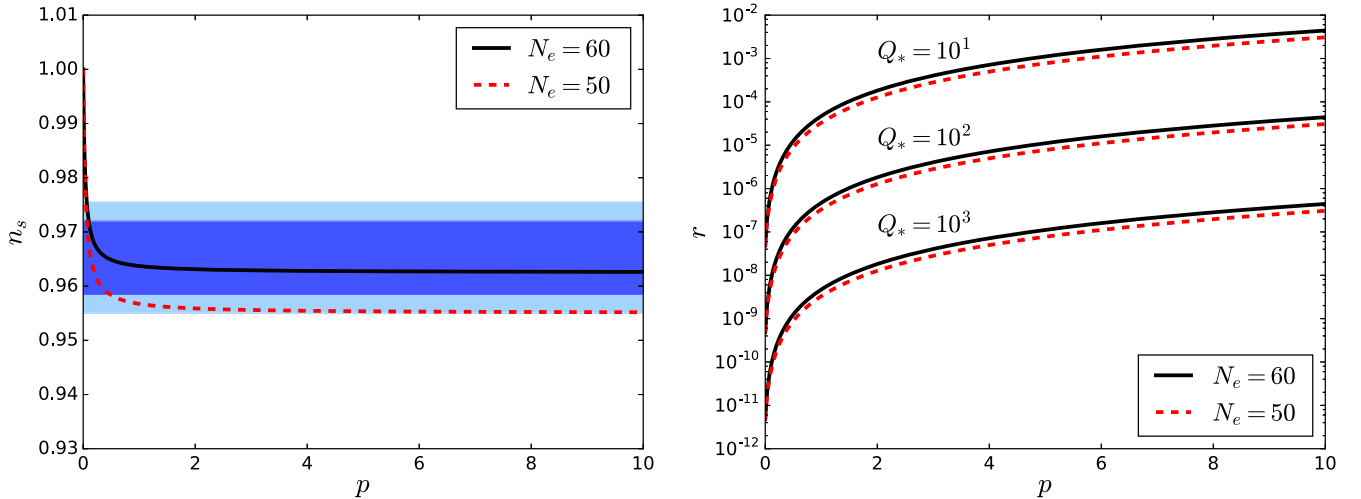 1.01
1.00
0.99
0.98
0.97
0.96
0.95
0.94
0.93
n_s
0 2 4 6 8 10
p
N_e = 60
N_e = 50
10^{-2}
10^{-3}
10^{-4}
10^{-5}
10^{-6}
10^{-7}
10^{-8}
10^{-9}
10^{-10}
10^{-11}
10^{-12}
r
0 2 4 6 8 10
p
Q_* = 10^1
Q_* = 10^2
Q_* = 10^3
N_e = 60
N_e = 50